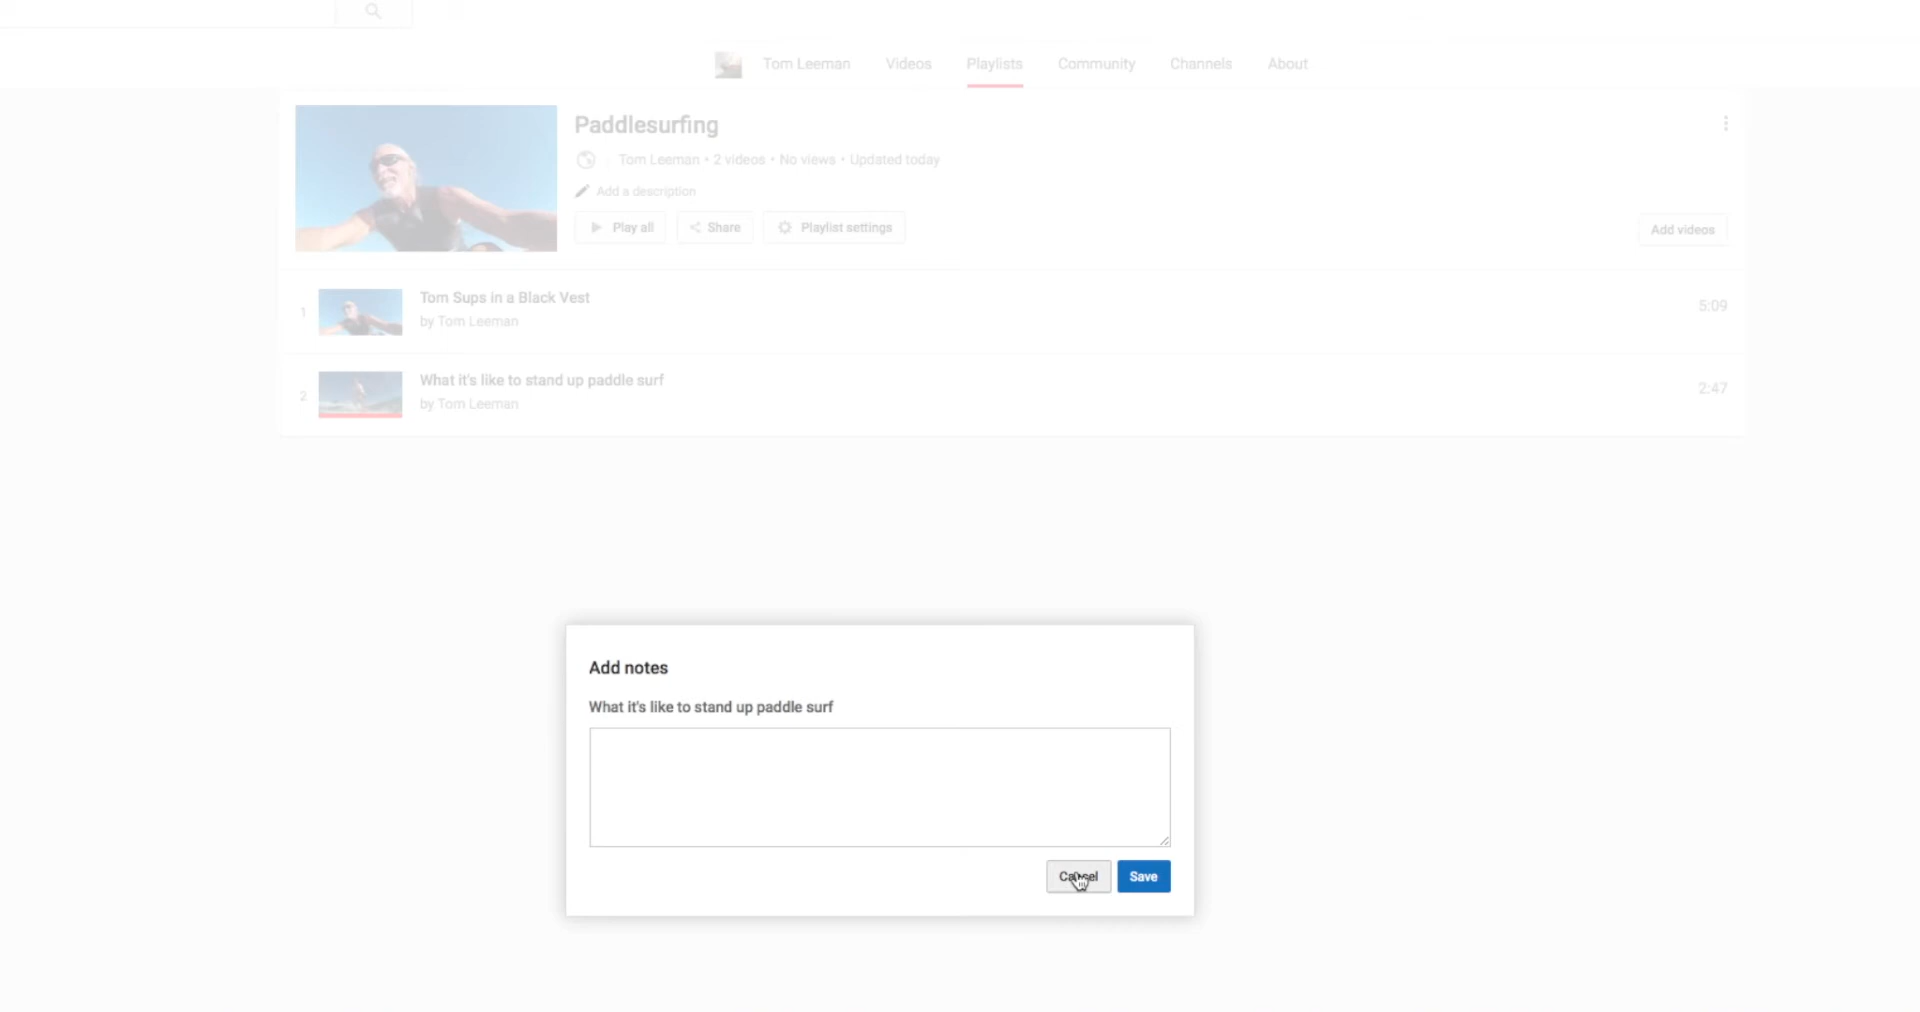 Tom Leeman Videos Playlists Community Channels About
Paddlesurfing
Tom Leeman • 2 videos • No views • Updated today
Add a description
Play all Share Playlist settings Add videos
1 Tom Sups in a Black Vest 5:09
by Tom Leeman
2 What it's like to stand up paddle surf 2:47
by Tom Leeman
Add notes
What it's like to stand up paddle surf
Cancel Save